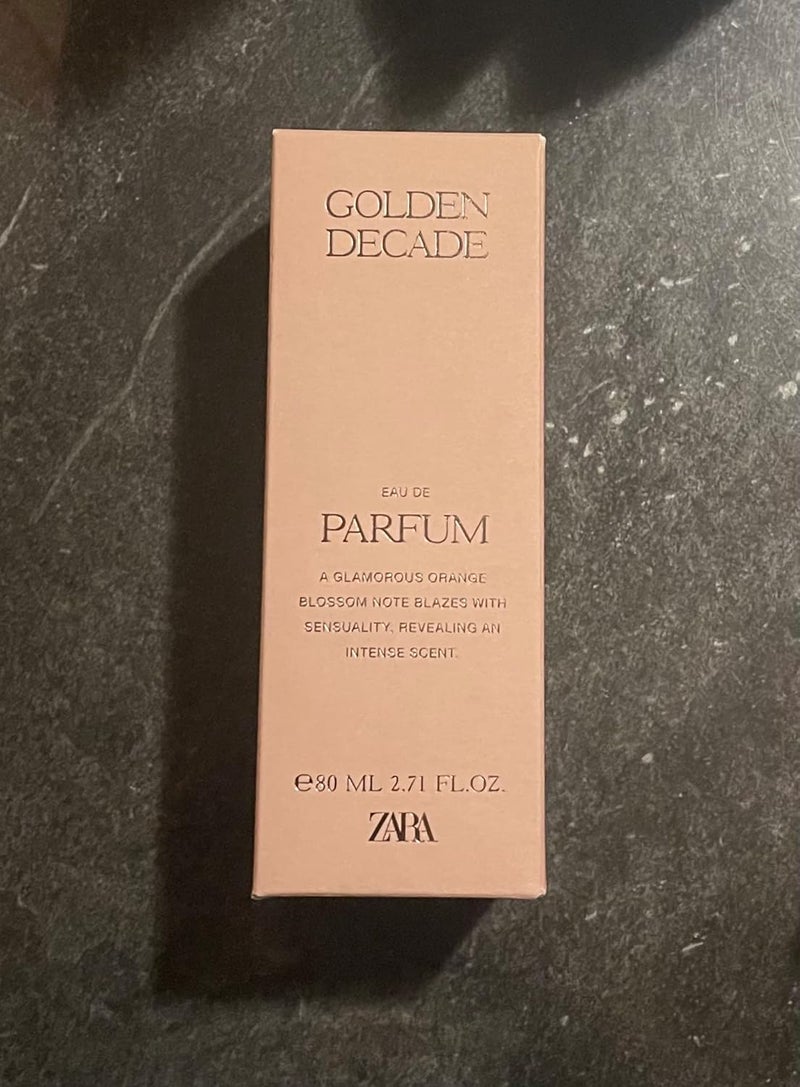 GOLDEN
DECADE
EAU DE
PARFUM
A GLAMOROUS ORANGE
BLOSSOM NOTE BLAZES WITH
SENSUALITY, REVEALING AN
INTENSE SCENT.
℮80 ML 2.71 FL.OZ.
ZARA